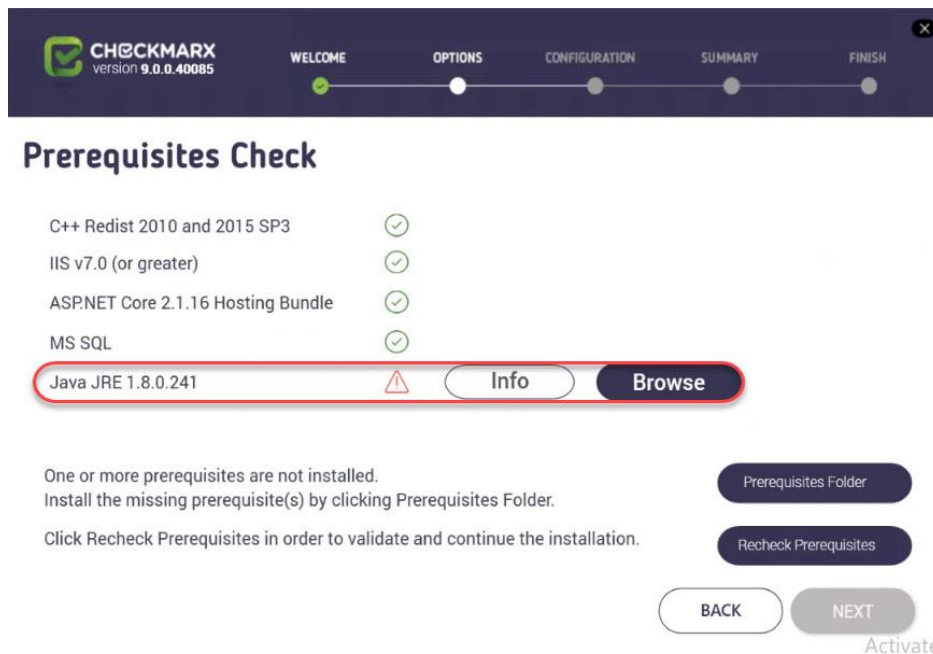 CHECKMARX
version 9.0.0.40085
WELCOME
OPTIONS
CONFIGURATION
SUMMARY
FINISH
Prerequisites Check
C++ Redist 2010 and 2015 SP3
IIS v7.0 (or greater)
ASP.NET Core 2.1.16 Hosting Bundle
MS SQL
Java JRE 1.8.0.241 Info Browse
One or more prerequisites are not installed.
Install the missing prerequisite(s) by clicking Prerequisites Folder.
Prerequisites Folder
Click Recheck Prerequisites in order to validate and continue the installation.
Recheck Prerequisites
BACK NEXT
Activate